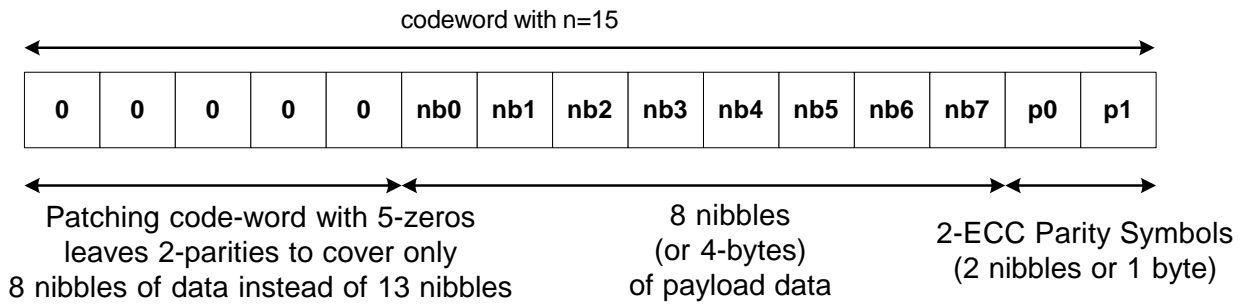 codeword with n=15
0 0 0 0 0 nb0 nb1 nb2 nb3 nb4 nb5 nb6 nb7 p0 p1
Patching code-word with 5-zeros
leaves 2-parities to cover only
8 nibbles of data instead of 13 nibbles
8 nibbles
(or 4-bytes)
of payload data
2-ECC Parity Symbols
(2 nibbles or 1 byte)